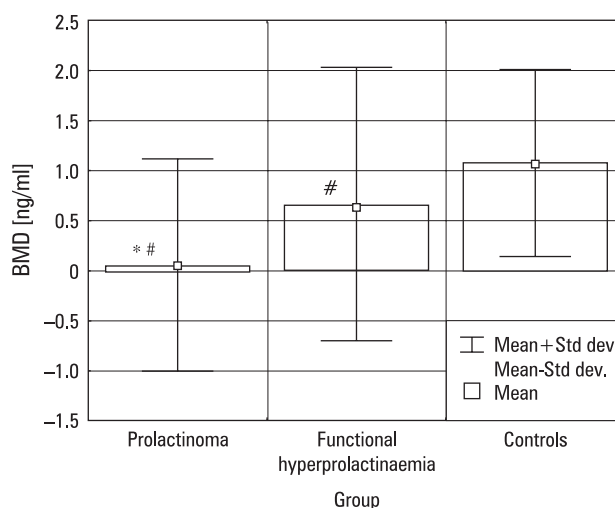 2.5
2.0
1.5
1.0
0.5
0
−0.5
−1.0
−1.5
BMD [ng/ml]
* #
#
Mean+Std dev.
Mean-Std dev.
Mean
Prolactinoma
Functional
hyperprolactinaemia
Controls
Group